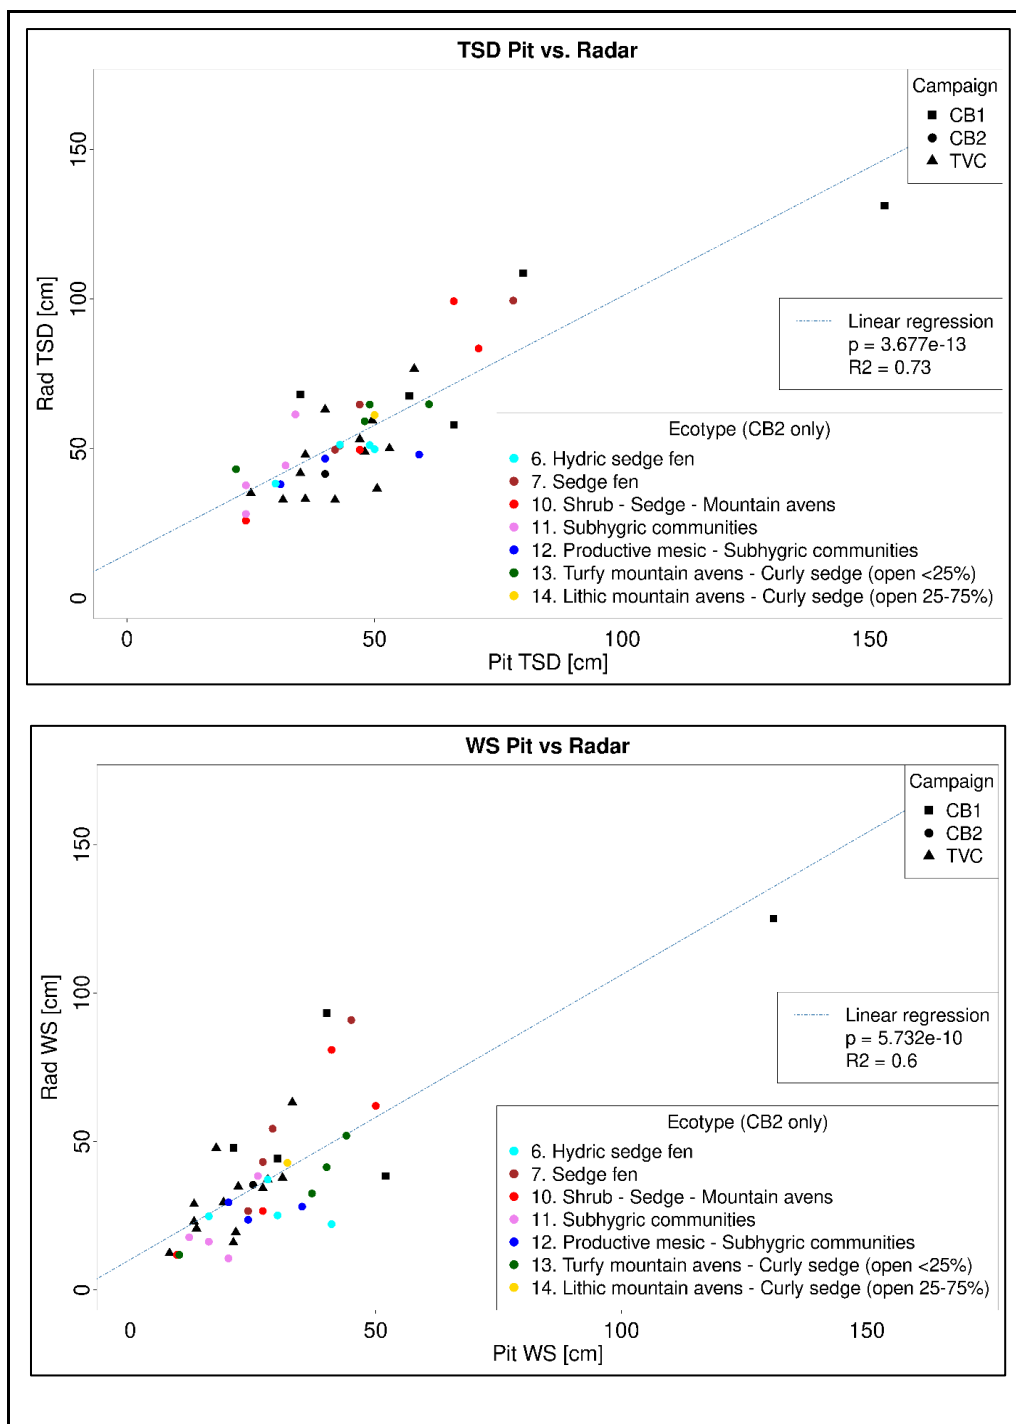 TSD Pit vs. Radar
Campaign
CB1
CB2
TVC
150
100
50
0
Rad TSD [cm]
Linear regression
p = 3.677e-13
R2 = 0.73
Ecotype (CB2 only)
6. Hydric sedge fen
7. Sedge fen
10. Shrub - Sedge - Mountain avens
11. Subhygric communities
12. Productive mesic - Subhygric communities
13. Turfy mountain avens - Curly sedge (open <25%)
14. Lithic mountain avens - Curly sedge (open 25-75%)
0 50 100 150
Pit TSD [cm]
WS Pit vs Radar
Campaign
CB1
CB2
TVC
150
100
50
0
Rad WS [cm]
Linear regression
p = 5.732e-10
R2 = 0.6
Ecotype (CB2 only)
6. Hydric sedge fen
7. Sedge fen
10. Shrub - Sedge - Mountain avens
11. Subhygric communities
12. Productive mesic - Subhygric communities
13. Turfy mountain avens - Curly sedge (open <25%)
14. Lithic mountain avens - Curly sedge (open 25-75%)
0 50 100 150
Pit WS [cm]